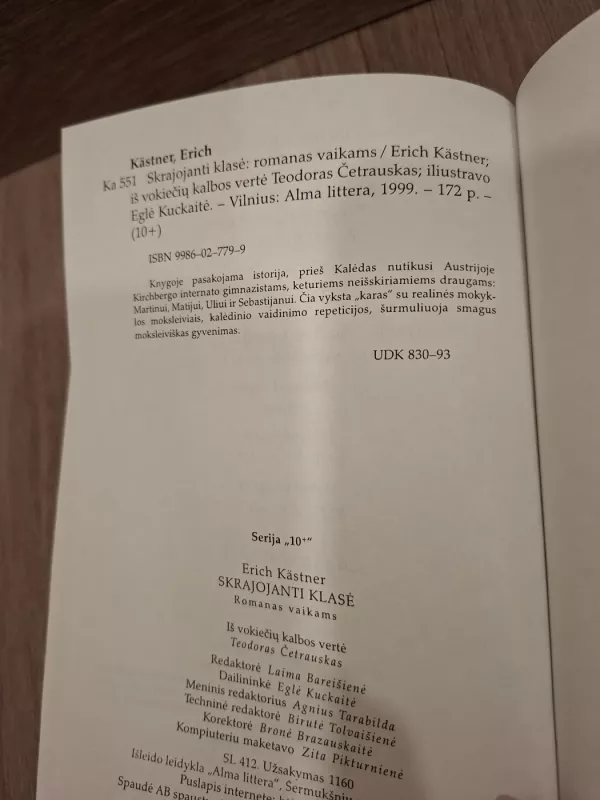 Kästner, Erich
Ka 551 Skrajojanti klasė: romanas vaikams / Erich Kästner;
iš vokiečių kalbos vertė Teodoras Četrauskas; iliustravo
Eglė Kuckaitė. – Vilnius: Alma littera, 1999. – 172 p. –
(10+)
ISBN 9986–02–779–9
Knygoje pasakojama istorija, prieš Kalėdas nutikusi Austrijoje
Kirchbergo internato gimnazistams, keturiems neišskiriamiems draugams:
Martinui, Matijui, Uliui ir Sebastijanui. Čia vyksta „karas" su realinės mokyk-
los moksleiviais, kalėdinio vaidinimo repeticijos, šurmuliuoja smagus
moksleiviškas gyvenimas.
UDK 830–93
Serija „10+"
Erich Kästner
SKRAJOJANTI KLASĖ
Romanas vaikams
Iš vokiečių kalbos vertė
Teodoras Četrauskas
Redaktorė Laima Bareišienė
Dailininkė Eglė Kuckaitė
Meninis redaktorius Agnius Tarabilda
Techninė redaktorė Birutė Tolvaišienė
Korektorė Bronė Brazauskaitė
Kompiuteriu maketavo Zita Pikturnienė
SL 412. Užsakymas 1160
Išleido leidykla „Alma littera", Šermukšnių
Puslapis internete:
Spaudė AB